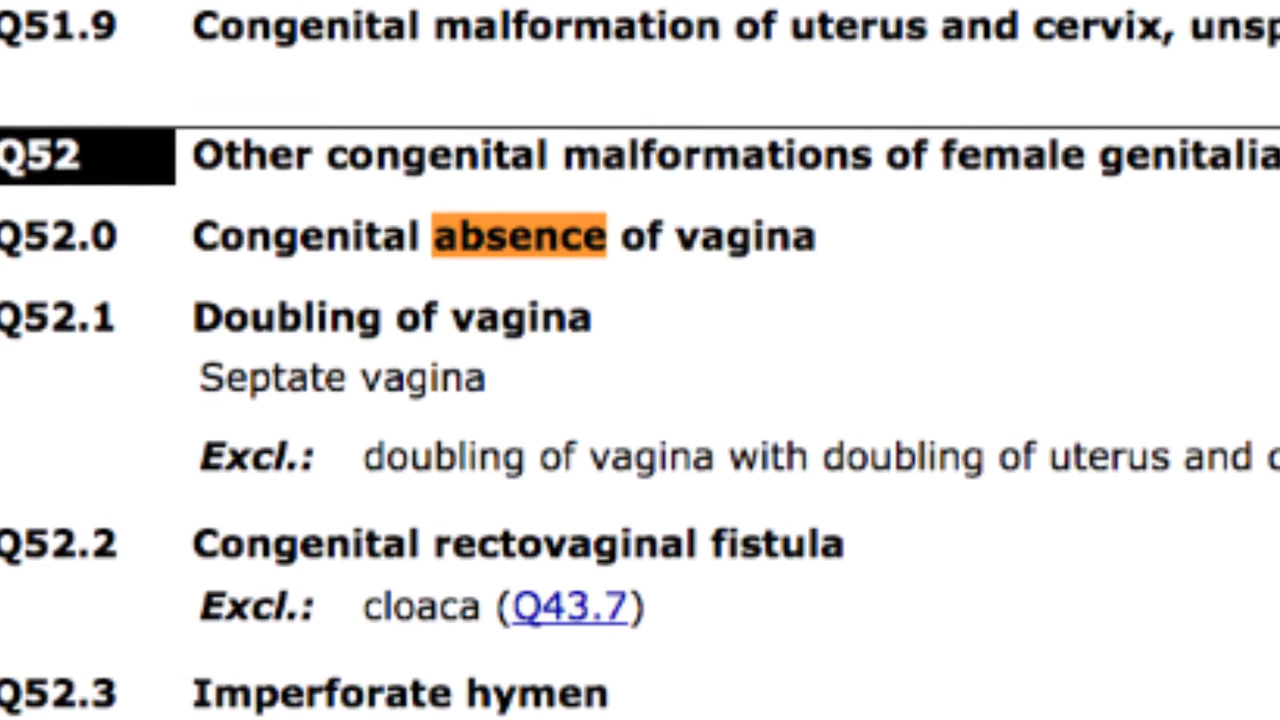 Q51.9 Congenital malformation of uterus and cervix,
Q52 Other congenital malformations of female genitalia
Q52.0 Congenital absence of vagina
Q52.1 Doubling of vagina
Septate vagina
Excl.: doubling of vagina with doubling of uterus and
Q52.2 Congenital rectovaginal fistula
Excl.: cloaca (Q43.7)
Q52.3 Imperforate hymen